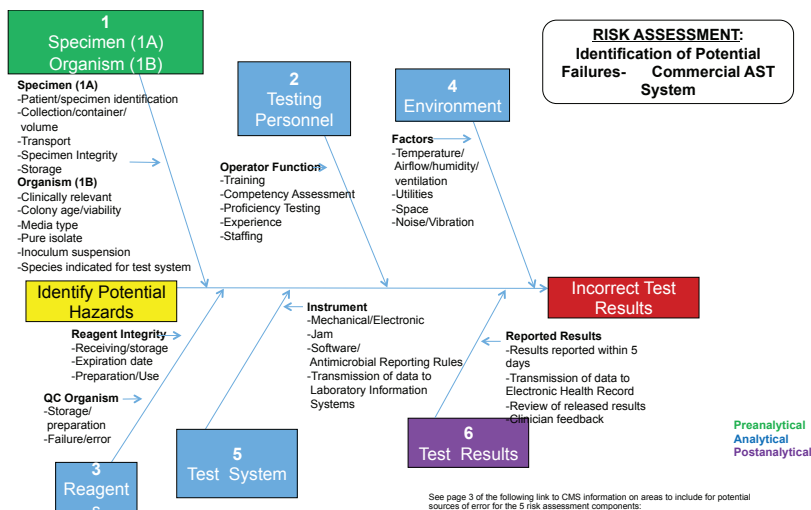 1
Specimen (1A)
Organism (1B)
RISK ASSESSMENT:
Identification of Potential
Failures- Commercial AST
System
2
Testing
Personnel
4
Environment
Specimen (1A)
-Patient/specimen identification
-Collection/container/
volume
-Transport
-Specimen Integrity
-Storage
Organism (1B)
-Clinically relevant
-Colony age/viability
-Media type
-Pure isolate
-Inoculum suspension
-Species indicated for test system
Operator Function
-Training
-Competency Assessment
-Proficiency Testing
-Experience
-Staffing
Factors
-Temperature/
Airflow/humidity/
ventilation
-Utilities
-Space
-Noise/Vibration
Identify Potential
Hazards
Incorrect Test
Results
Reagent Integrity
-Receiving/storage
-Expiration date
-Preparation/Use
QC Organism
-Storage/
preparation
-Failure/error
Instrument
-Mechanical/Electronic
-Jam
-Software/
Antimicrobial Reporting Rules
-Transmission of data to
Laboratory Information
Systems
Reported Results
-Results reported within 5
days
-Transmission of data to
Electronic Health Record
-Review of released results
-Clinician feedback
3
Reagent
s
5
Test System
6
Test Results
Preanalytical
Analytical
Postanalytical
See page 3 of the following link to CMS information on areas to include for potential
sources of error for the 5 risk assessment components: